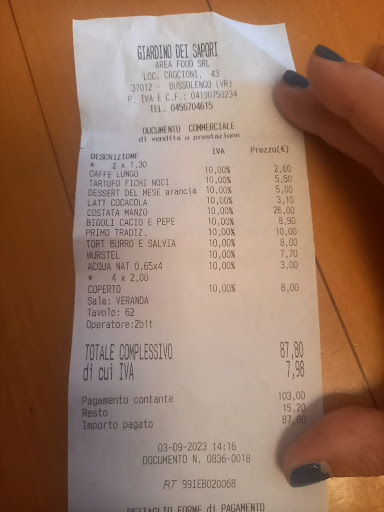 GIARDINO DEI SAPORI
AREA FOOD SRL
LOC. CROCIONI, 43
37012 - BUSSOLENGO (VR)
P. IVA E C.F.: 04190750234
TEL. 0456704615
DOCUMENTO COMMERCIALE
di vendita o prestazione
DESCRIZIONE IVA Prezzo(€)
* 2 x 1,30
CAFFE LUNGO 10,00% 2,60
TARTUFO FICHI NOCI 10,00% 5,50
DESSERT DEL MESE arancia 10,00% 5,00
LATT COCACOLA 10,00% 3,10
COSTATA MANZO 10,00% 26,00
BIGOLI CACIO E PEPE 10,00% 8,90
PRIMO TRADIZ. 10,00% 10,00
TORT BURRO E SALVIA 10,00% 8,00
WURSTEL 10,00% 7,70
ACQUA NAT 0.65x4 10,00% 3,00
* 4 x 2,00
COPERTO 10,00% 8,00
Sala: VERANDA
Tavolo: 62
Operatore:2bit
TOTALE COMPLESSIVO 87,80
di cui IVA 7,98
Pagamento contante 103,00
Resto 15,20
Importo pagato 87,80
03-09-2023 14:16
DOCUMENTO N. 0836-0018
RT 99IEB020068
DETTAGLIO FORME di PAGAMENTO